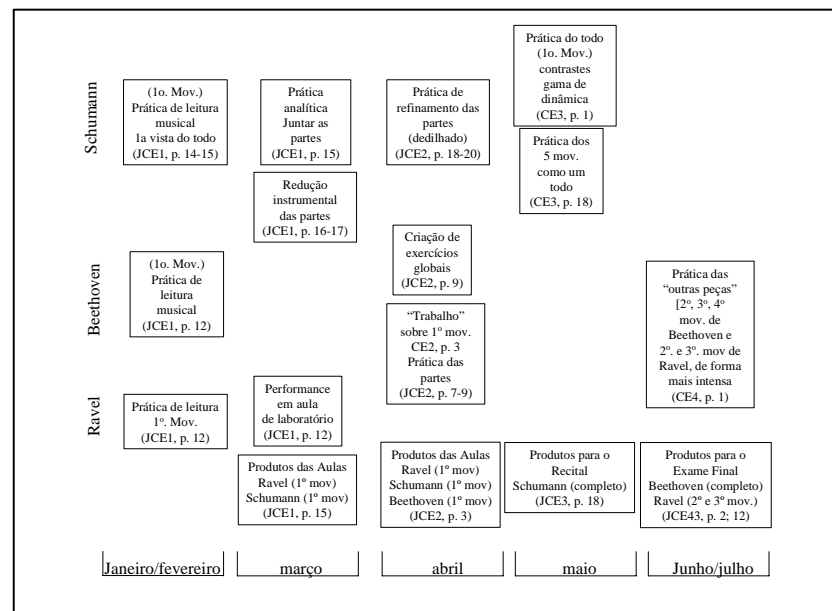 Schumann
(1o. Mov.)
Prática de leitura
musical
1a vista do todo
(JCE1, p. 14-15)
Prática
analítica
Juntar as
partes
(JCE1, p. 15)
Redução
instrumental
das partes
(JCE1, p. 16-17)
Prática de
refinamento das
partes
(dedilhado)
(JCE2, p. 18-20)
Prática do todo
(1o. Mov.)
contrastes
gama de
dinâmica
(CE3, p. 1)
Prática dos
5 mov.
como um
todo
(CE3, p. 18)
Beethoven
(1o. Mov.)
Prática de
leitura
musical
(JCE1, p. 12)
Criação de
exercícios
globais
(JCE2, p. 9)
“Trabalho”
sobre 1º mov.
CE2, p. 3
Prática das
partes
(JCE2, p. 7-9)
Prática das
“outras peças”
[2º, 3º, 4º
mov. de
Beethoven e
2º. e 3º. mov de
Ravel, de forma
mais intensa
(CE4, p. 1)
Ravel
Prática de leitura
1º. Mov.
(JCE1, p. 12)
Performance
em aula
de laboratório
(JCE1, p. 12)
Produtos das Aulas
Ravel (1º mov)
Schumann (1º mov)
(JCE1, p. 15)
Produtos das Aulas
Ravel (1º mov)
Schumann (1º mov)
Beethoven (1º mov)
(JCE2, p. 3)
Produtos para o
Recital
Schumann (completo)
(JCE3, p. 18)
Produtos para o
Exame Final
Beethoven (completo)
Ravel (2º e 3º mov.)
(JCE43, p. 2; 12)
Janeiro/fevereiro
março
abril
maio
Junho/julho